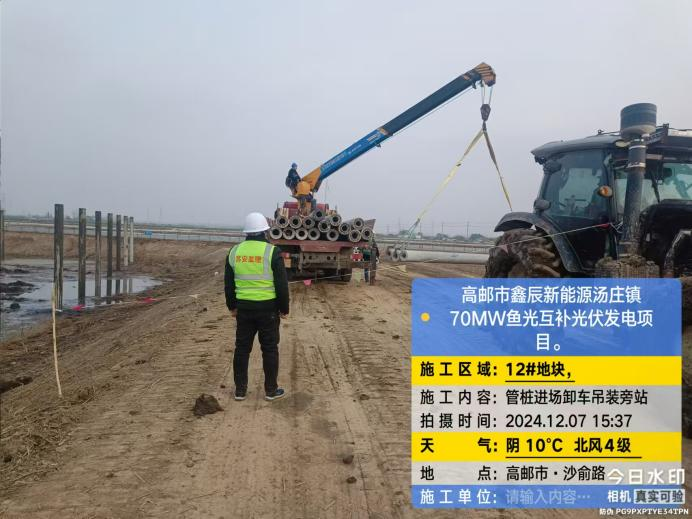 苏安监理
高邮市鑫辰新能源汤庄镇
70MW鱼光互补光伏发电项
目。
施工区域：12#地块，
施工内容：管桩进场卸车吊装旁站
拍摄时间：2024.12.07 15:37
天气：阴 10℃ 北风4级
地点：高邮市·沙俞路
今日水印
施工单位：请输入内容…
相机 真实可验
防伪 PG9PXPTYE34TPN